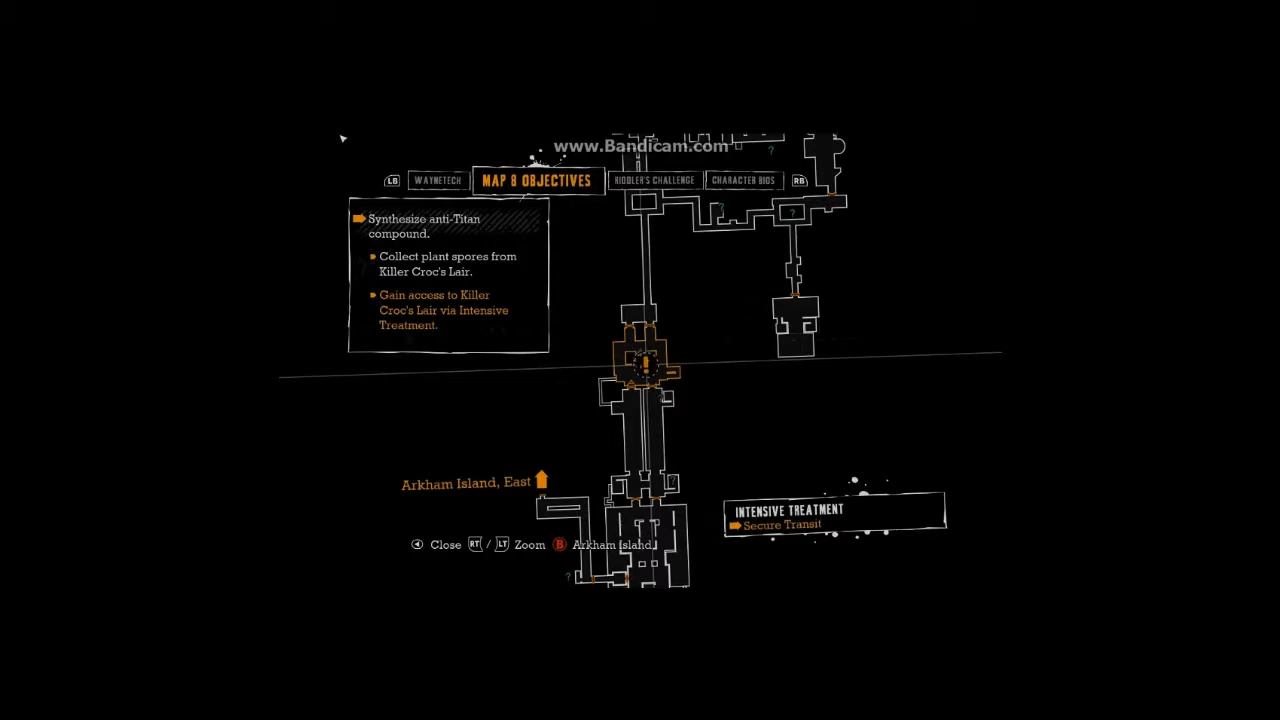 www.Bandicam.com
LB WAYNETECH MAP & OBJECTIVES RIDDLER'S CHALLENGE CHARACTER BIOS RB
Synthesize anti-Titan
compound.
Collect plant spores from
Killer Croc's Lair.
Gain access to Killer
Croc's Lair via Intensive
Treatment.
Arkham Island, East
INTENSIVE TREATMENT
Secure Transit
Close RT / LT Zoom B Arkham Island